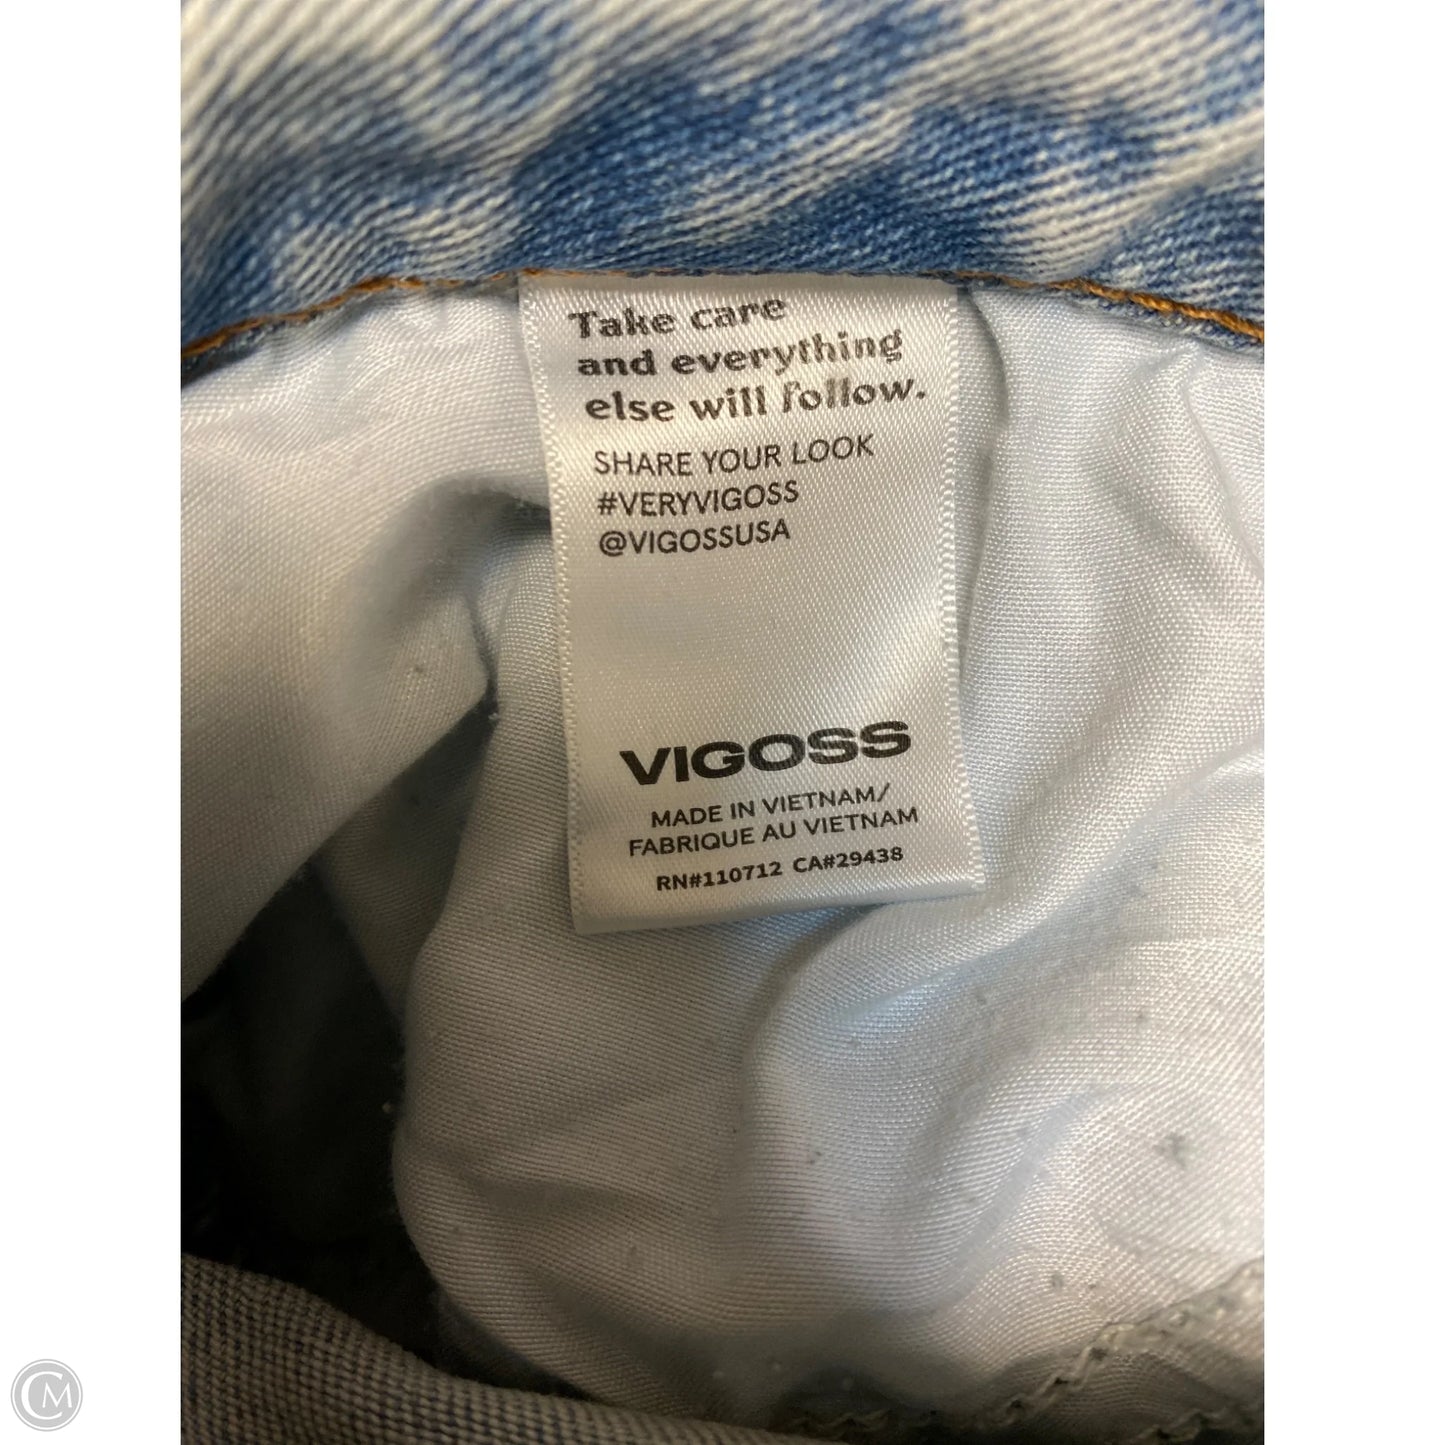 Take care
and everything
else will follow.
SHARE YOUR LOOK
#VERYVIGOSS
@VIGOSSUSA
VIGOSS
MADE IN VIETNAM/
FABRIQUE AU VIETNAM
RN#110712 CA#29438
CM